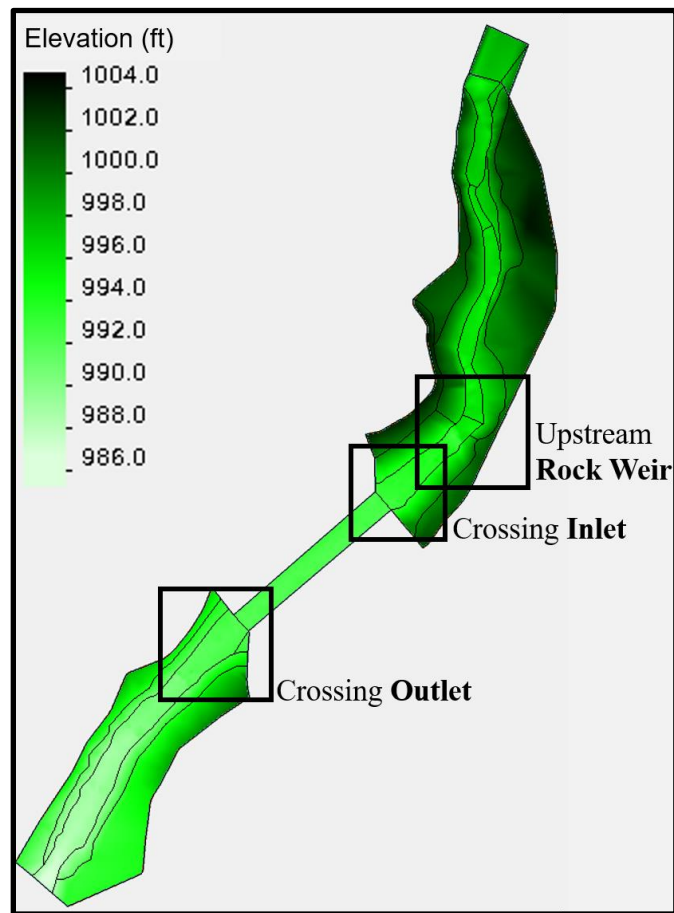 Elevation (ft)
1004.0
1002.0
1000.0
998.0
996.0
994.0
992.0
990.0
988.0
986.0
Upstream
Rock Weir
Crossing Inlet
Crossing Outlet